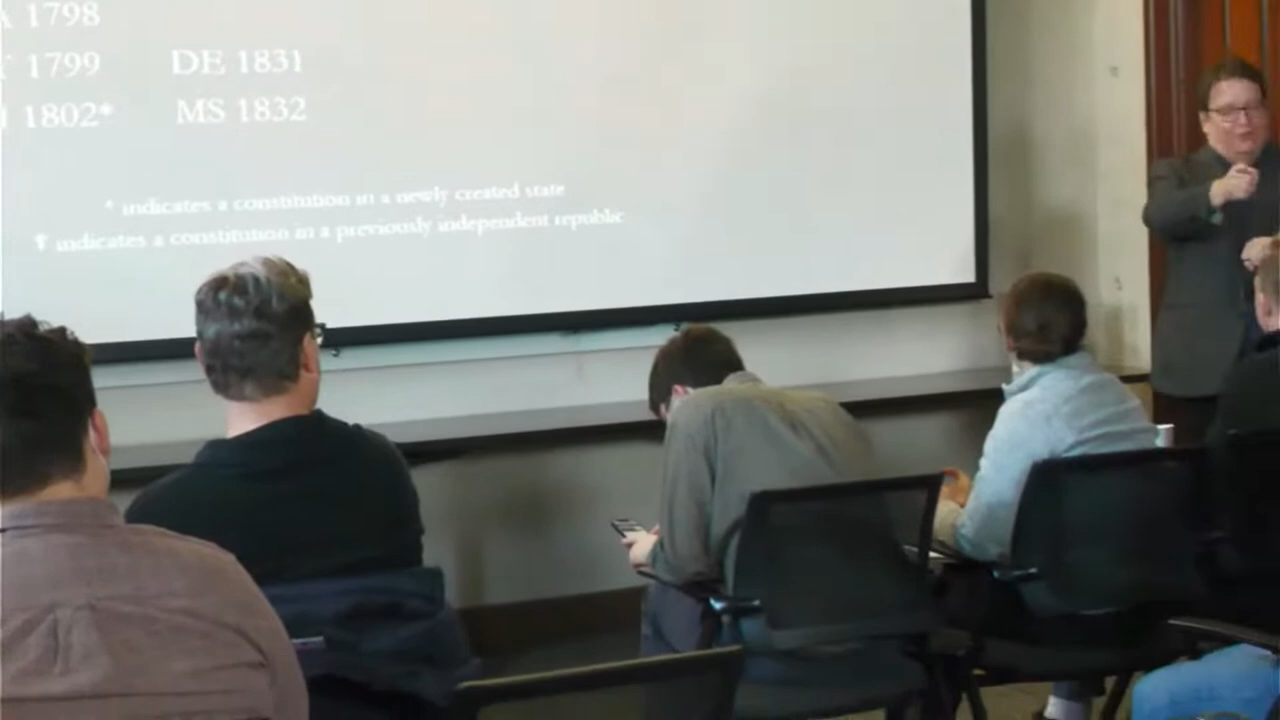 A 1798
1799 DE 1831
1802* MS 1832
* indicates a constitution in a newly created state
indicates a constitution in a previously independent republic